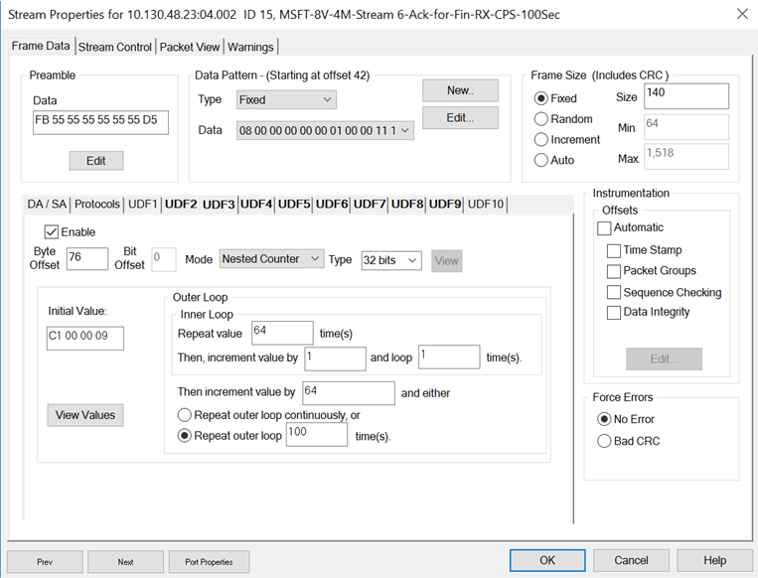 Stream Properties for 10.130.48.23:04.002 ID 15, MSFT-8V-4M-Stream 6-Ack-for-Fin-RX-CPS-100Sec
Frame Data Stream Control Packet View Warnings
Preamble
Data
FB 55 55 55 55 55 55 D5
Edit
Data Pattern - (Starting at offset 42)
Type Fixed
Data 08 00 00 00 00 00 01 00 00 11 1
New..
Edit...
Frame Size (Includes CRC )
Fixed Size 140
Random Min. 64
Increment Max. 1,518
Auto
DA / SA Protocols UDF1 UDF2 UDF3 UDF4 UDF5 UDF6 UDF7 UDF8 UDF9 UDF10
Enable
Byte Offset 76 Bit Offset 0 Mode Nested Counter Type 32 bits View
Initial Value:
C1 00 00 09
View Values
Outer Loop
Inner Loop
Repeat value 64 time(s)
Then, increment value by 1 and loop 1 time(s).
Then increment value by 64 and either
Repeat outer loop continuously, or
Repeat outer loop 100 time(s).
Instrumentation
Offsets
Automatic
Time Stamp
Packet Groups
Sequence Checking
Data Integrity
Edit...
Force Errors
No Error
Bad CRC
Prev Next Port Properties OK Cancel Help